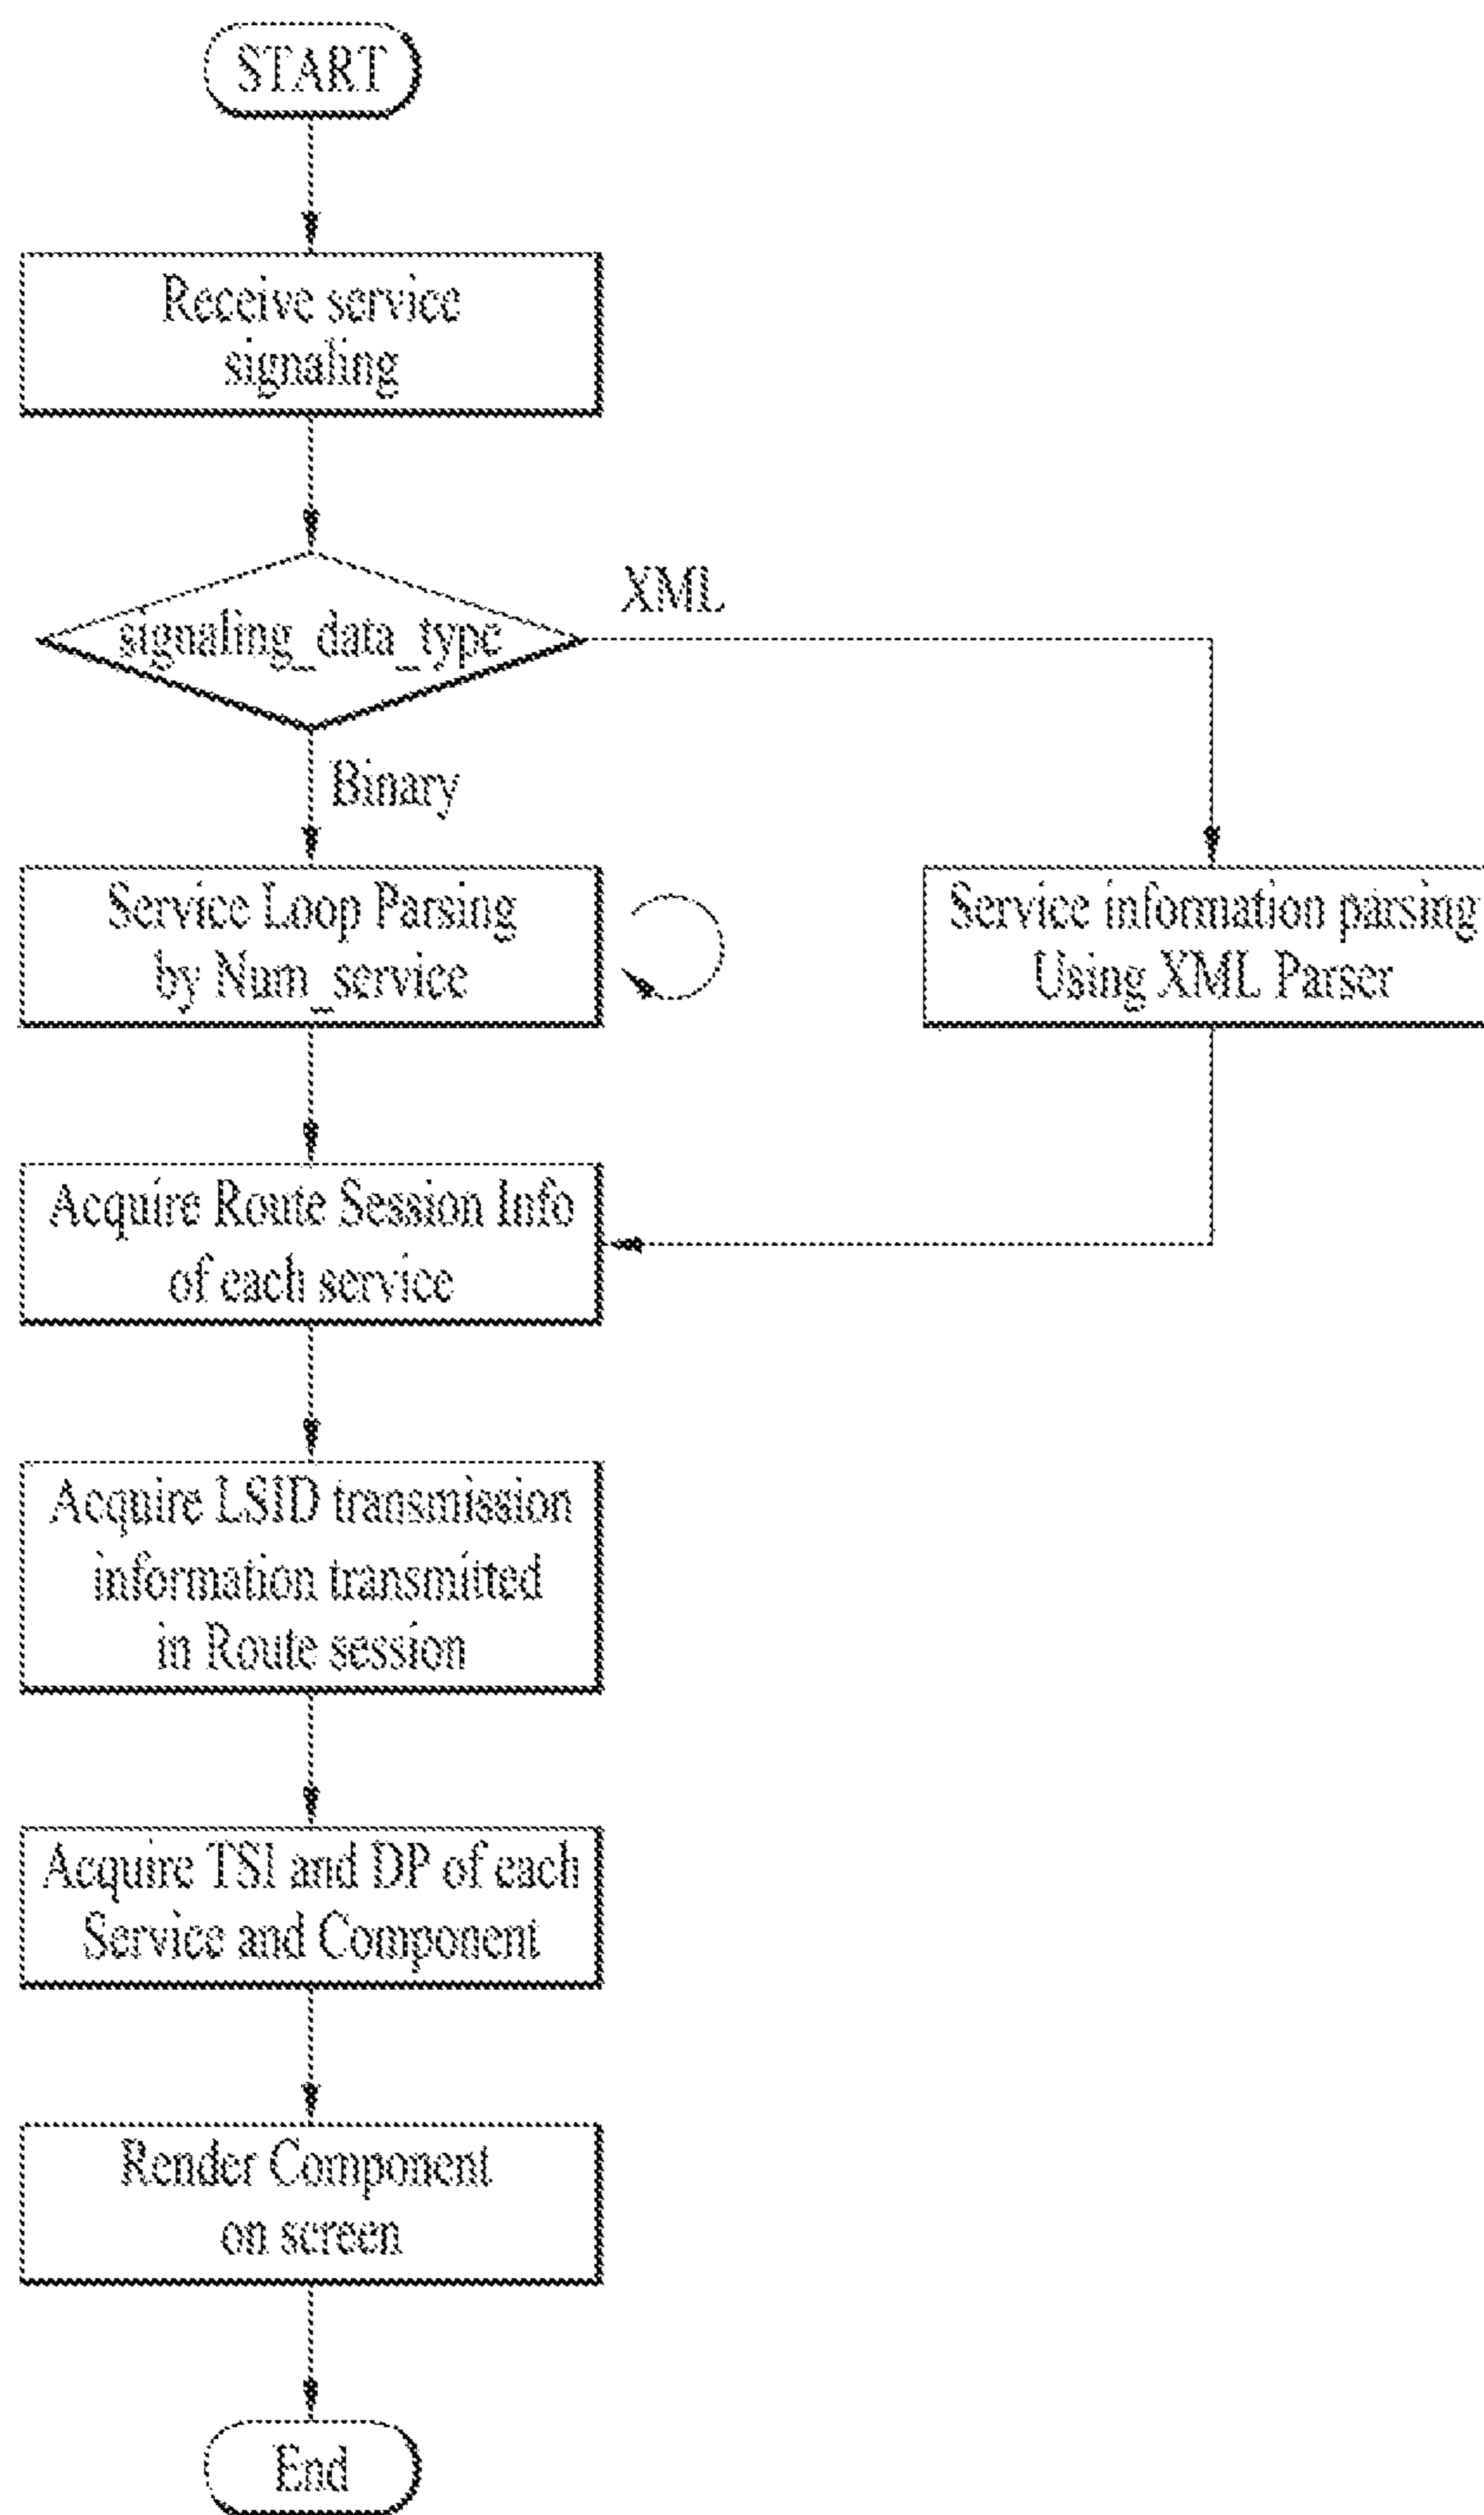 START
Receive service
signaling
signaling_data_type
XML
Binary
Service Loop Parsing
by Num_service
Service information parsing
Using XML Parser
Acquire Route Session Info
of each service
Acquire LSID transmission
information transmitted
in Route session
Acquire TSI and DP of each
Service and Component
Render Component
on screen
End